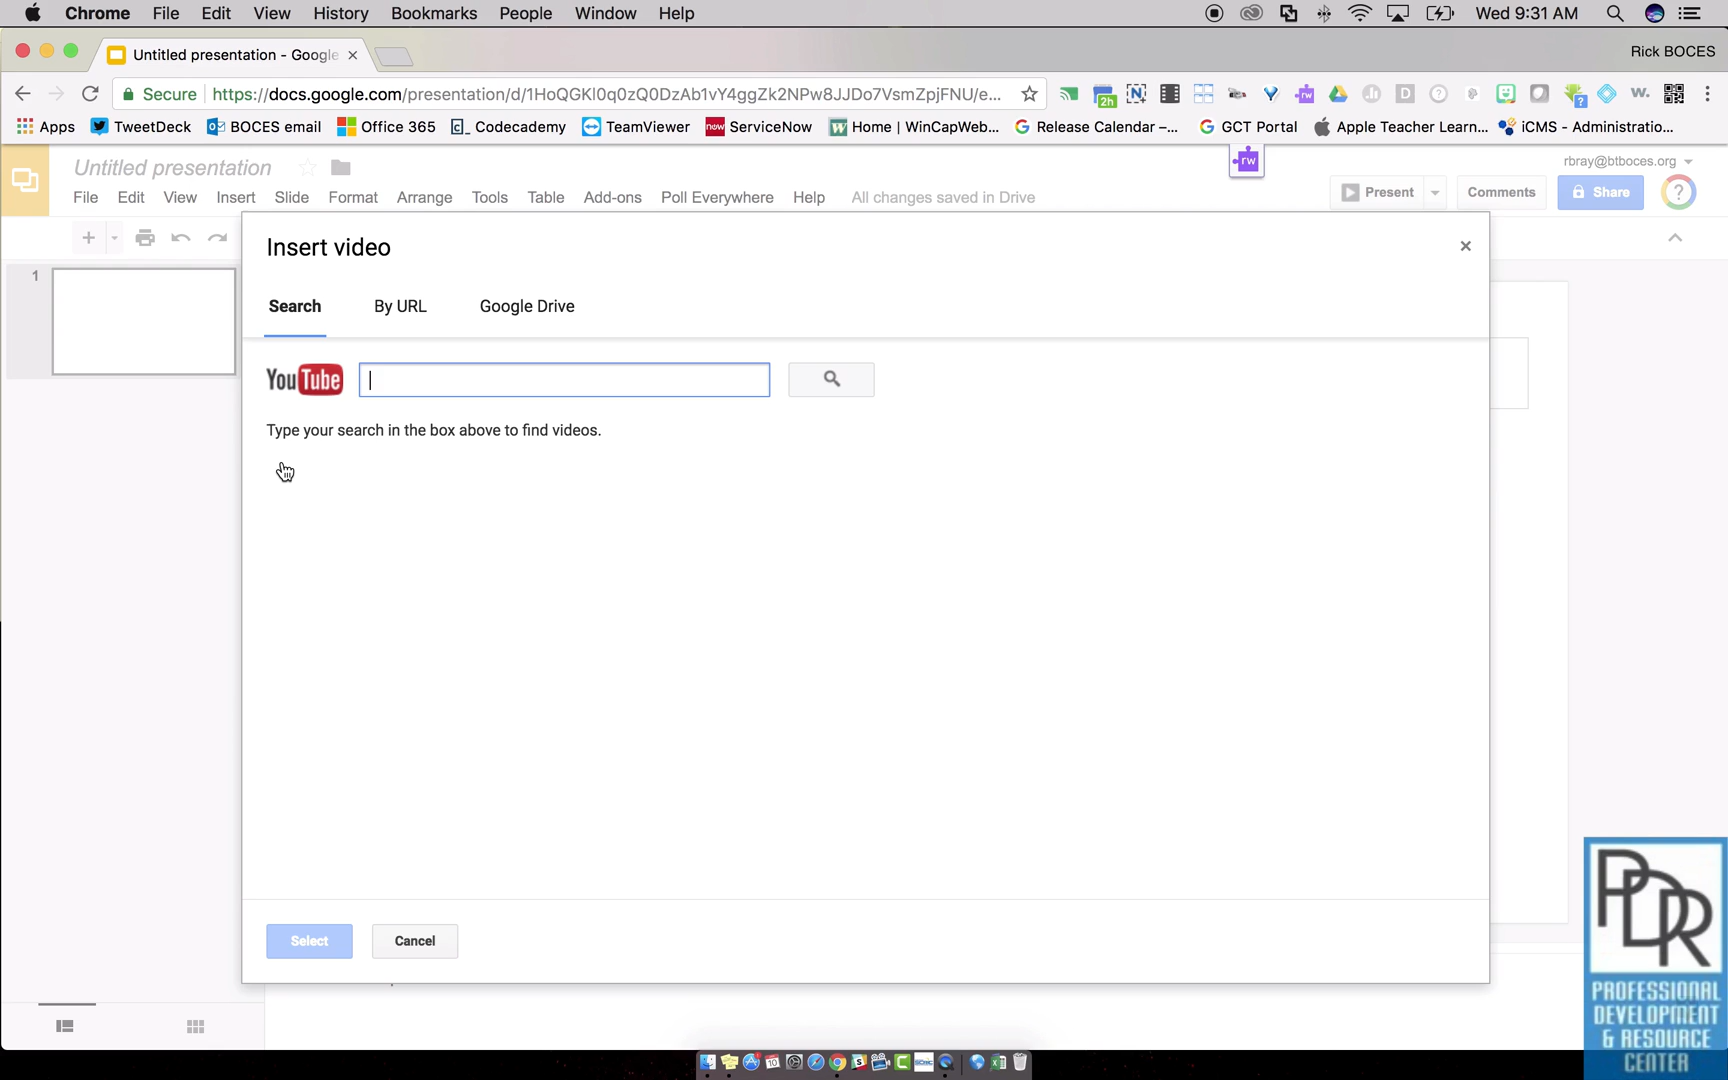 Chrome File Edit View History Bookmarks People Window Help Wed 9:31 AM
Untitled presentation - Google Rick BOCES
Secure https://docs.google.com/presentation/d/1HoQGKl0q0zQ0DzAb1vY4ggZk2NPw8JJDo7VsmZpjFNU/e...
Apps TweetDeck BOCES email Office 365 Codecademy TeamViewer ServiceNow Home | WinCapWeb... Release Calendar –... GCT Portal Apple Teacher Learn... iCMS - Administratio...
Untitled presentation rw rbray@btboces.org
File Edit View Insert Slide Format Arrange Tools Table Add-ons Poll Everywhere Help All changes saved in Drive Present Comments Share
Insert video
1
Search By URL Google Drive
YouTube
Type your search in the box above to find videos.
Select Cancel
PDR
PROFESSIONAL
DEVELOPMENT
& RESOURCE
CENTER